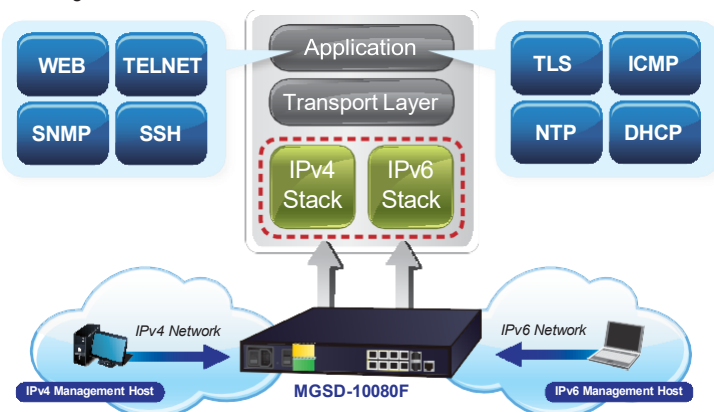 Application
WEB
TELNET
TLS
ICMP
Transport Layer
SNMP
SSH
NTP
DHCP
IPv4
Stack
IPv6
Stack
IPv4 Network
IPv6 Network
IPv4 Management Host
MGSD-10080F
IPv6 Management Host